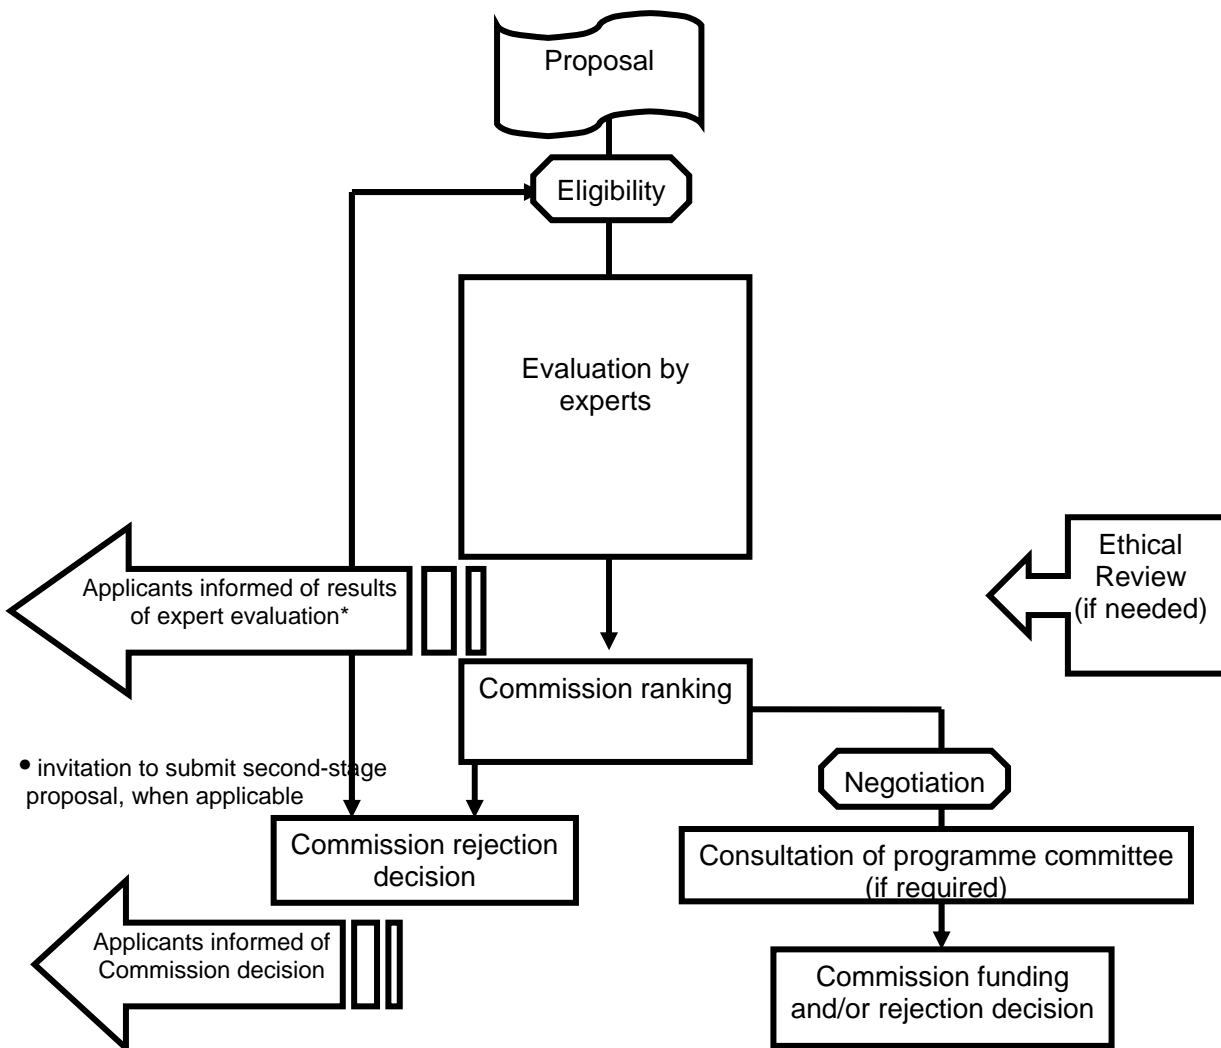 Proposal
Eligibility
Evaluation by
experts
Ethical
Review
(if needed)
Applicants informed of results
of expert evaluation*
Commission ranking
• invitation to submit second-stage
proposal, when applicable
Negotiation
Commission rejection
decision
Consultation of programme committee
(if required)
Applicants informed of
Commission decision
Commission funding
and/or rejection decision